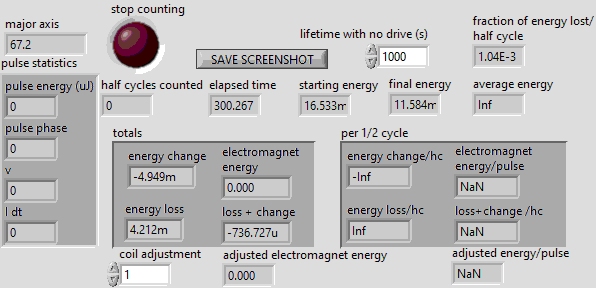 stop counting
major axis
67.2
lifetime with no drive (s)
1000
fraction of energy lost/
half cycle
1.04E-3
SAVE SCREENSHOT
pulse statistics
pulse energy (uJ)
0
pulse phase
0
v
0
I dt
0
half cycles counted
0
elapsed time
300.267
starting energy
16.533m
final energy
11.584m
average energy
Inf
totals
energy change
-4.949m
electromagnet
energy
0.000
energy loss
4.212m
loss + change
-736.727u
per 1/2 cycle
energy change/hc
-Inf
electromagnet
energy/pulse
NaN
energy loss/hc
Inf
loss+change /hc
NaN
coil adjustment
1
adjusted electromagnet energy
0.000
adjusted energy/pulse
NaN